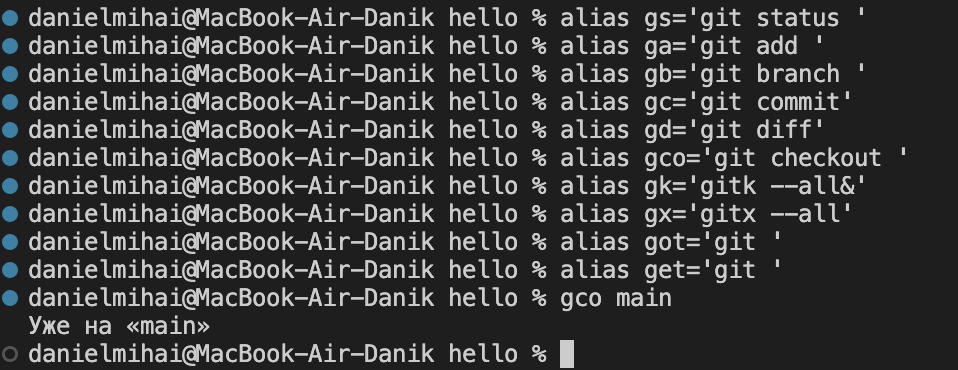 danielmihai@MacBook-Air-Danik hello % alias gs='git status '
danielmihai@MacBook-Air-Danik hello % alias ga='git add '
danielmihai@MacBook-Air-Danik hello % alias gb='git branch '
danielmihai@MacBook-Air-Danik hello % alias gc='git commit'
danielmihai@MacBook-Air-Danik hello % alias gd='git diff'
danielmihai@MacBook-Air-Danik hello % alias gco='git checkout '
danielmihai@MacBook-Air-Danik hello % alias gk='gitk --all&'
danielmihai@MacBook-Air-Danik hello % alias gx='gitx --all'
danielmihai@MacBook-Air-Danik hello % alias got='git '
danielmihai@MacBook-Air-Danik hello % alias get='git '
danielmihai@MacBook-Air-Danik hello % gco main
Уже на «main»
danielmihai@MacBook-Air-Danik hello %